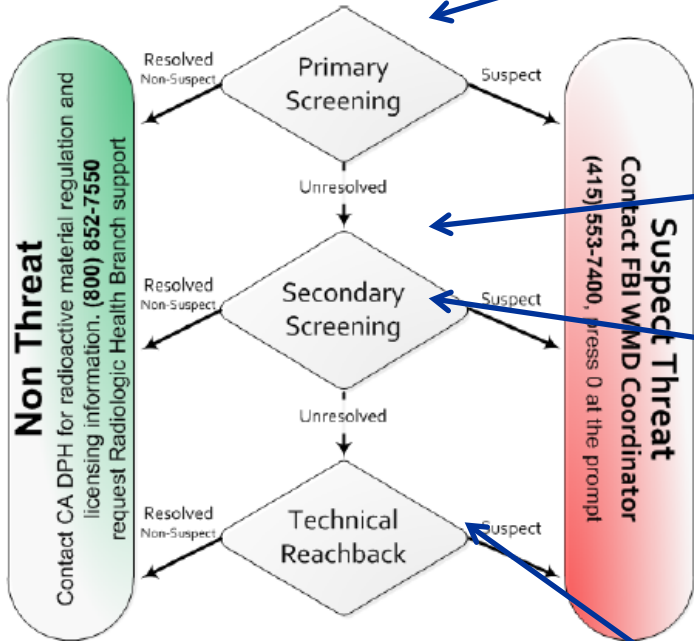 Non Threat
Contact CA DPH for radioactive material regulation and
licensing information. (800) 852-7550
request Radiologic Health Branch support
Resolved
Non-Suspect
Primary
Screening
Suspect
Unresolved
Resolved
Non-Suspect
Secondary
Screening
Suspect
Unresolved
Resolved
Non-Suspect
Technical
Reachback
Suspect
Suspect Threat
Contact FBI WMD Coordinator
(415) 553-7400, press 0 at the prompt